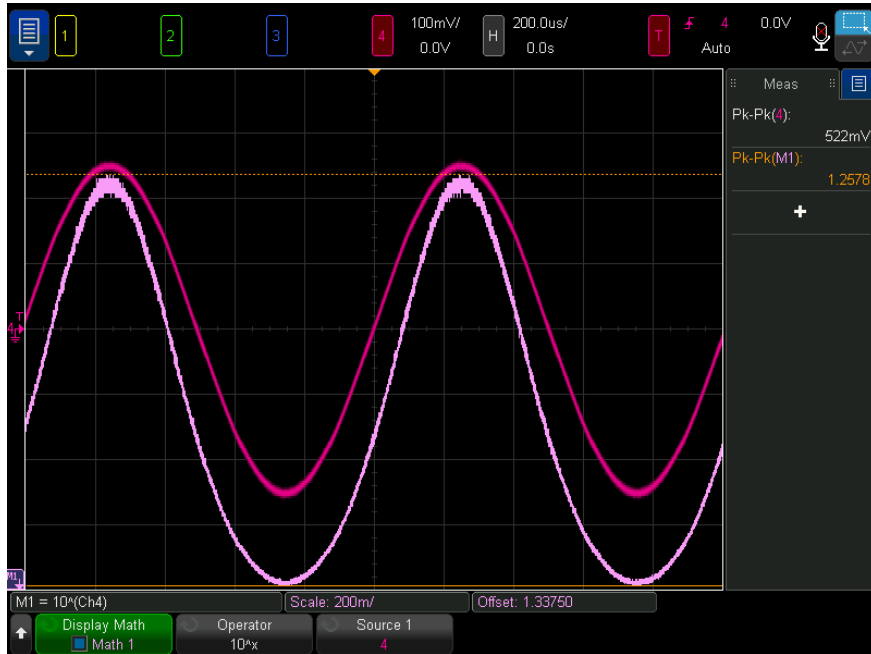 1 2 3 4 100mV/ H 200.0us/ T 4 0.0V
0.0V 0.0s Auto
Meas
Pk-Pk(4):
522mV
Pk-Pk(M1):
1.2578
+
T
4
M1
M1 = 10^(Ch4) Scale: 200m/ Offset: 1.33750
Display Math Operator Source 1
Math 1 10^x 4